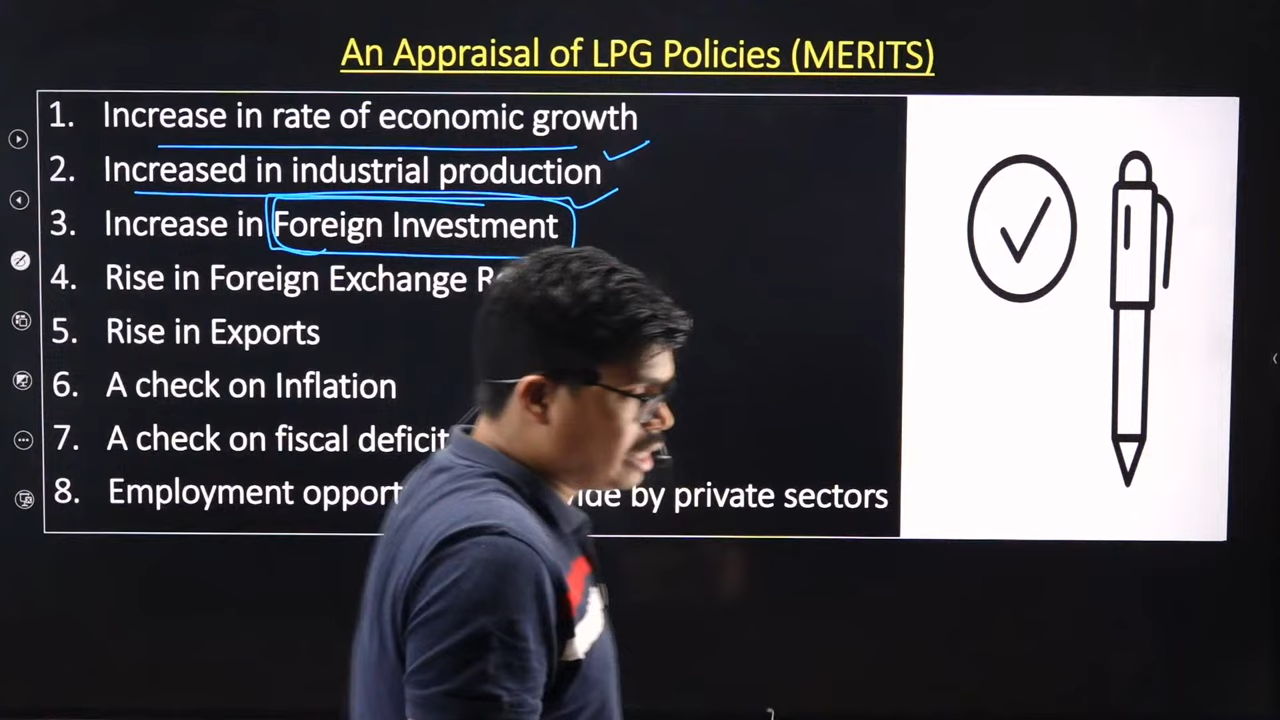 An Appraisal of LPG Policies (MERITS)
1. Increase in rate of economic growth
2. Increased in industrial production
3. Increase in Foreign Investment
4. Rise in Foreign Exchange
5. Rise in Exports
6. A check on Inflation
7. A check on fiscal deficit
8. Employment by private sectors